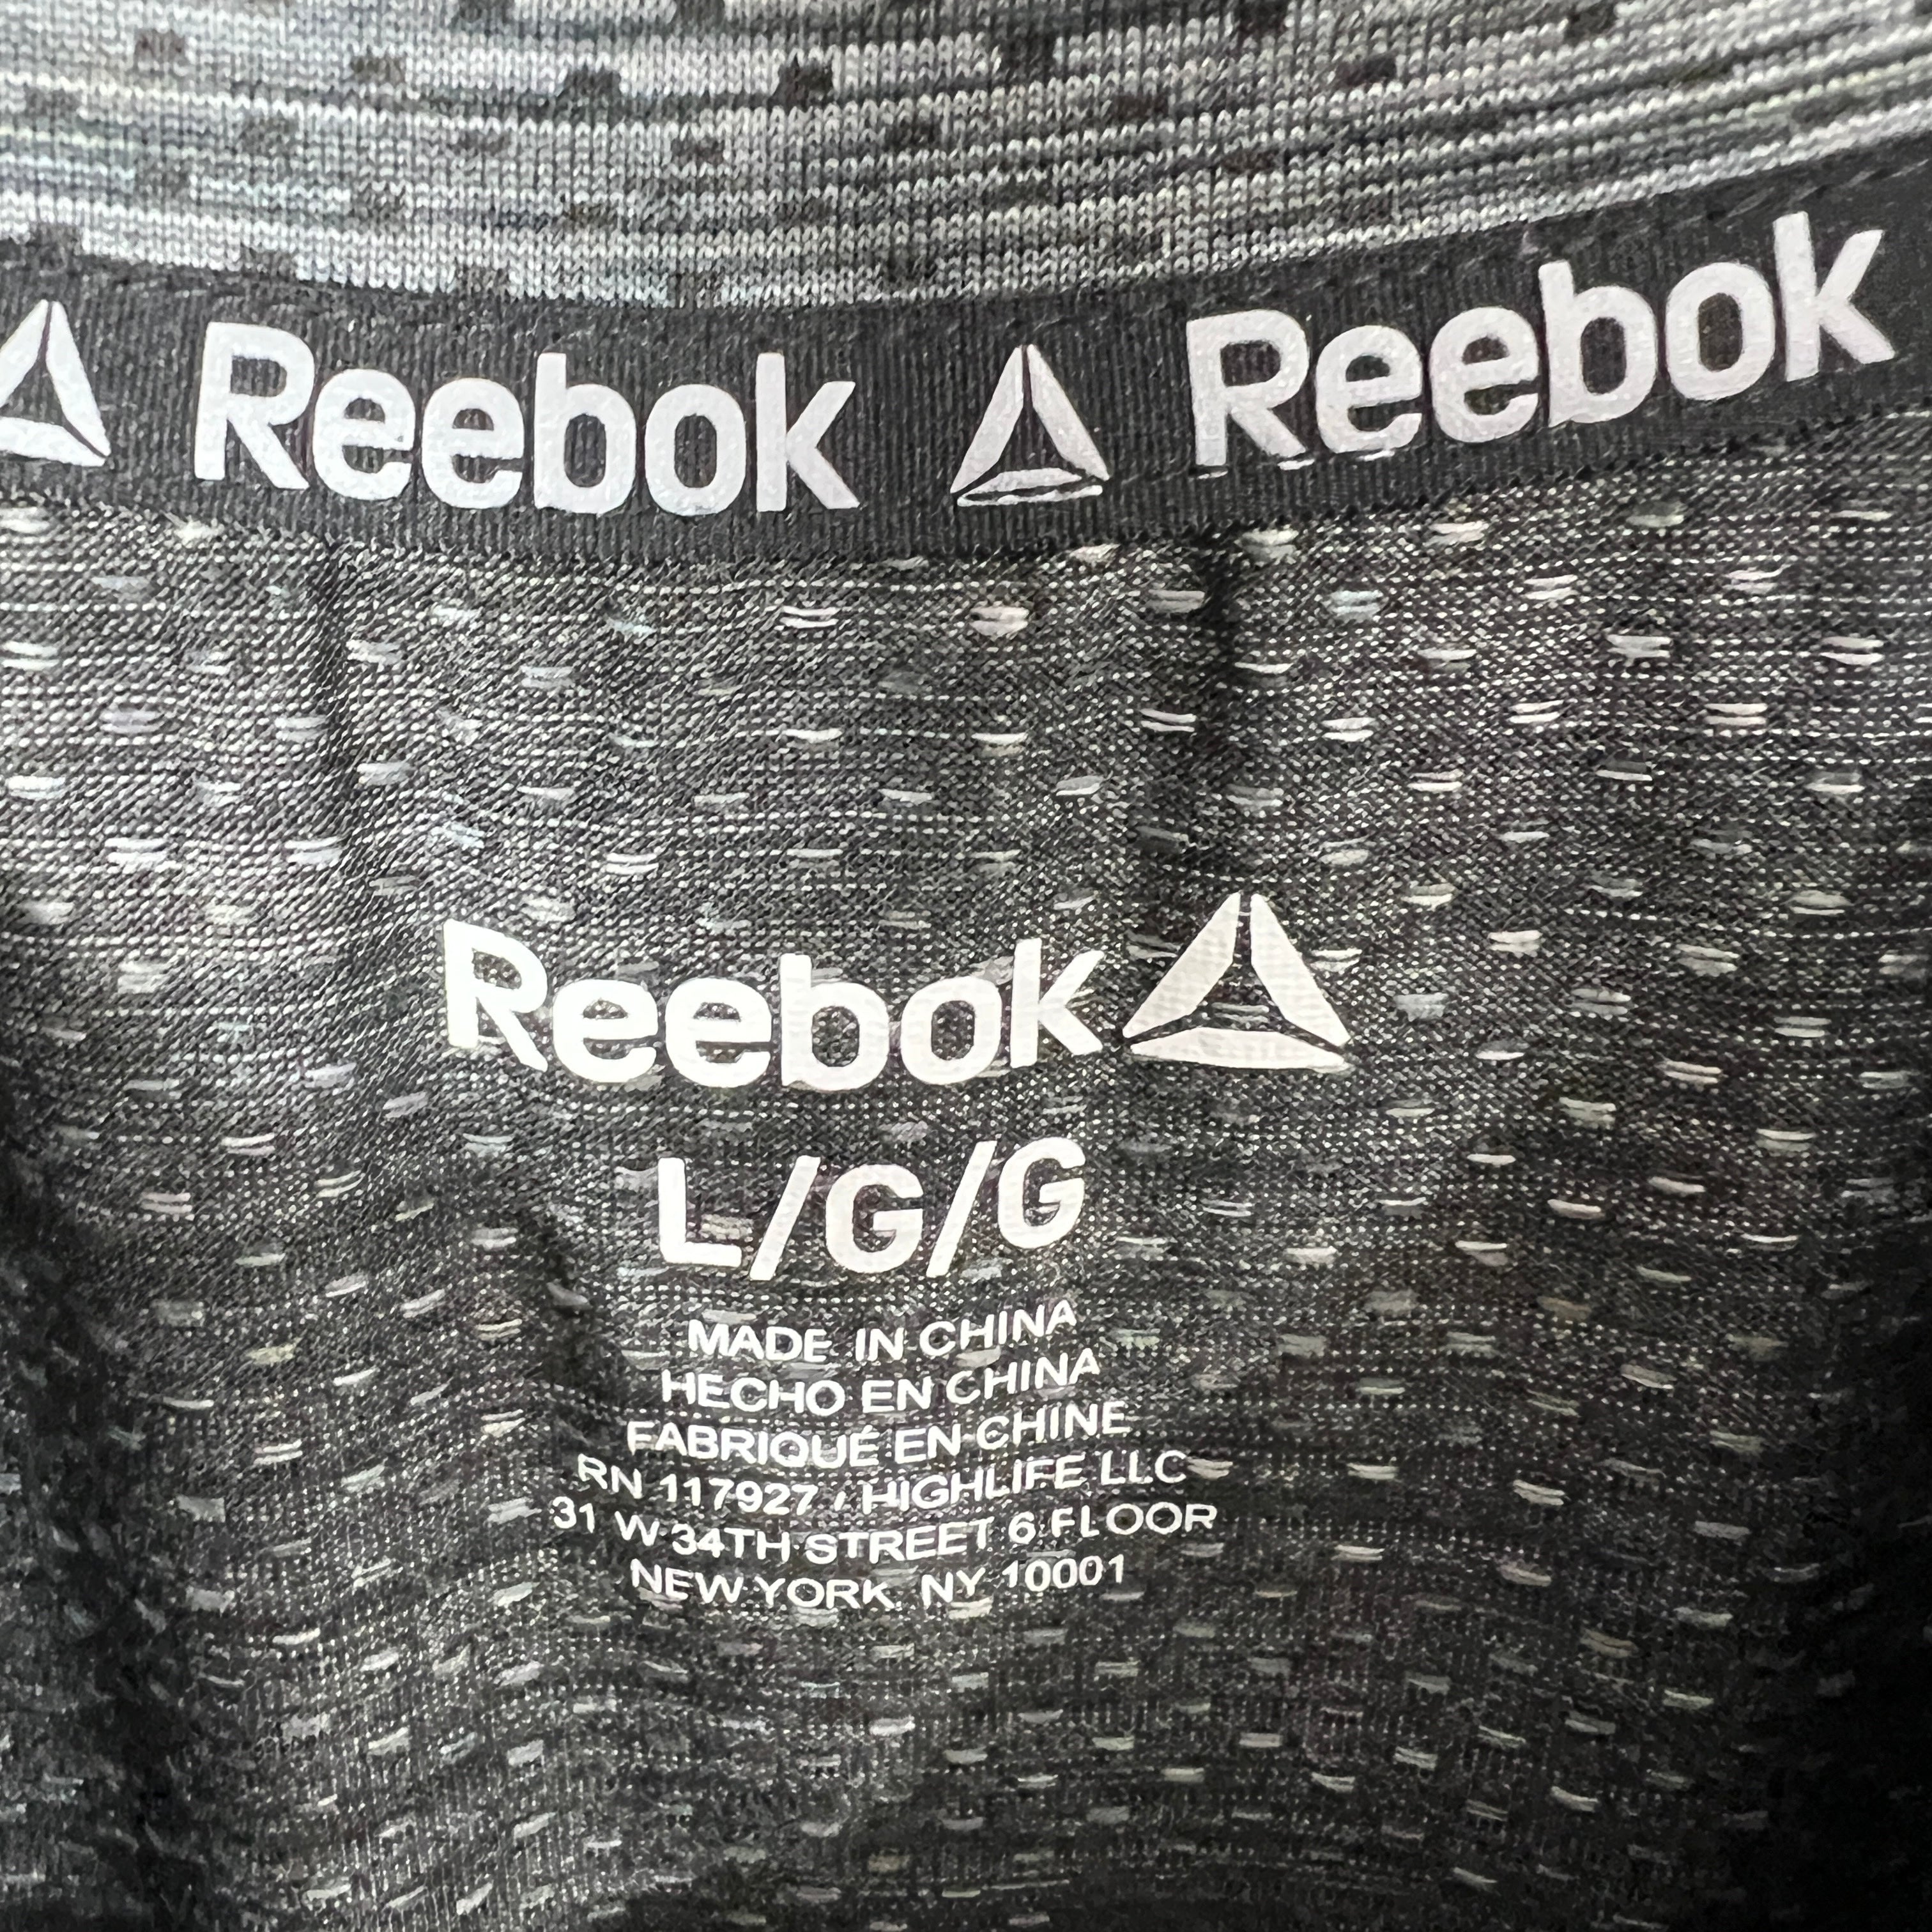 Reebok Reebok
Reebok
L/G/G
MADE IN CHINA
HECHO EN CHINA
FABRIQUÉ EN CHINE
RN 117927 / HIGHLIFE LLC
31 W 34TH STREET 6 FLOOR
NEW YORK, NY 10001